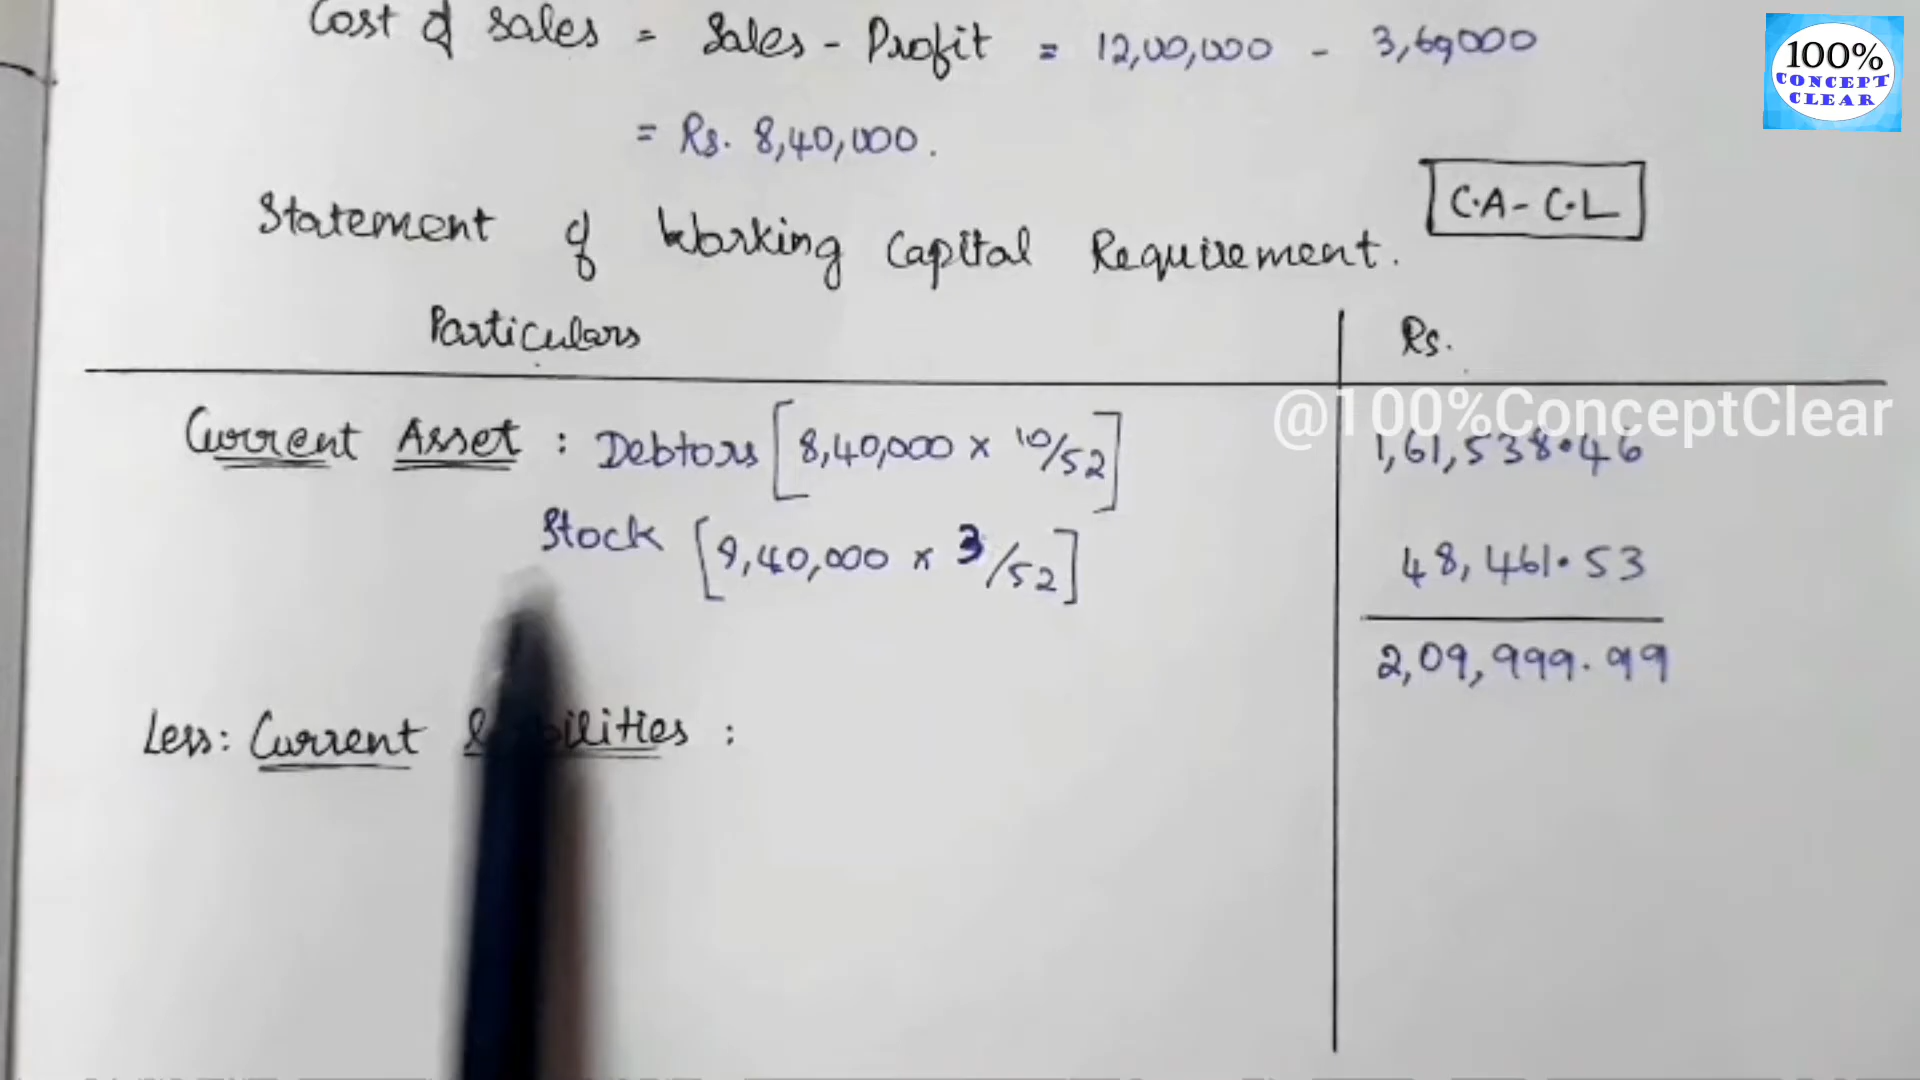 Cost of Sales = Sales - Profit = 12,00,000 - 3,60000
= Rs. 8,40,000.
100%
CONCEPT
CLEAR
C.A - C.L
Statement of Working Capital Requirement.
Particulars Rs.
@100%ConceptClear
Current Asset : Debtors [8,40,000 x 10/52] 1,61,538.46
Stock [8,40,000 x 3/52] 48,461.53
2,09,999.99
Less: Current :